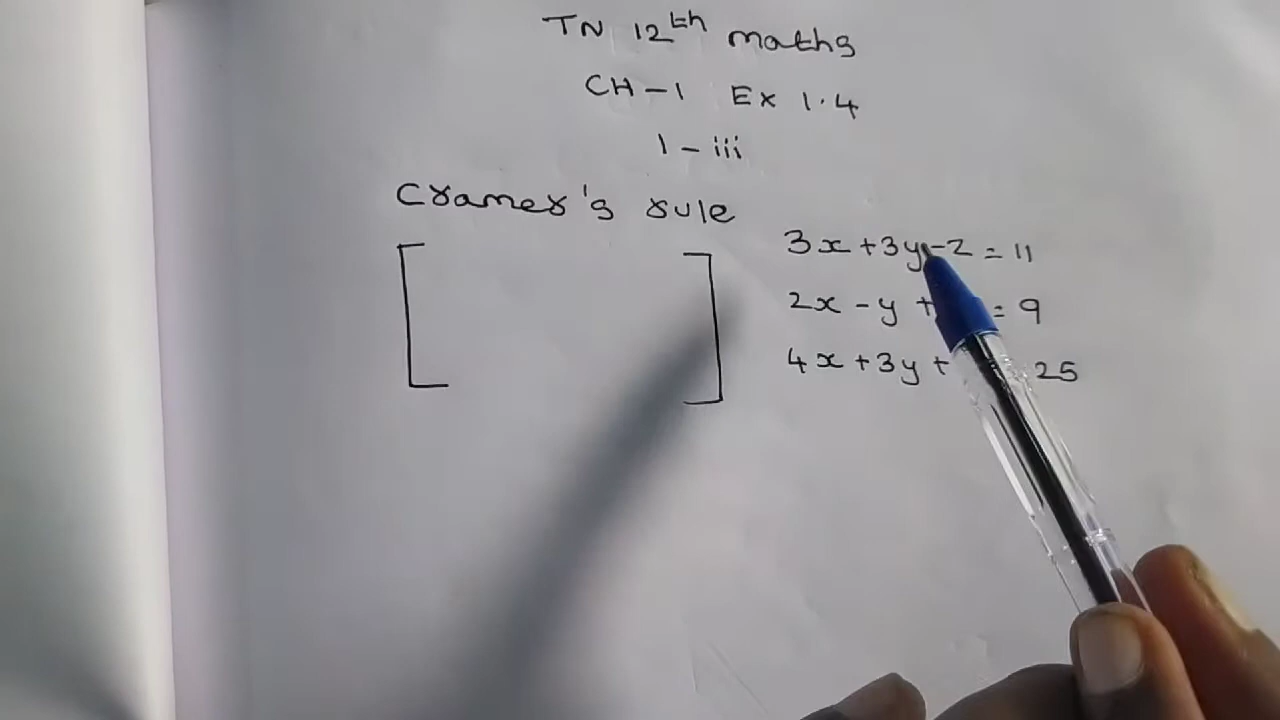 TN 12th maths
CH-1 Ex 1.4
1-iii
Cramer's rule
3x+3y-z=11
2x-y+ = 9
4x+3y+ 25